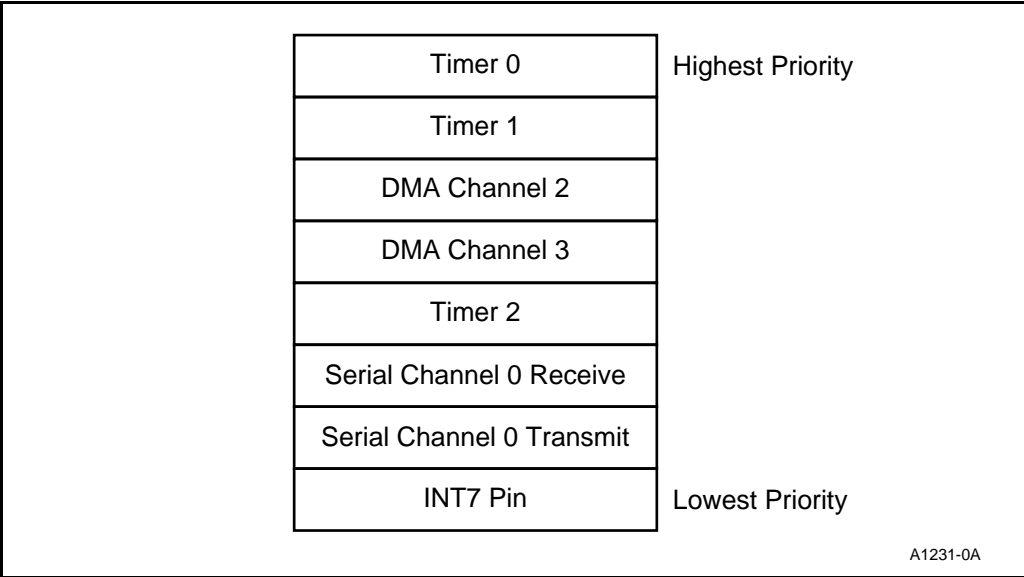 Timer 0 Highest Priority
Timer 1
DMA Channel 2
DMA Channel 3
Timer 2
Serial Channel 0 Receive
Serial Channel 0 Transmit
INT7 Pin Lowest Priority
A1231-0A